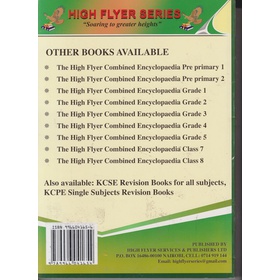 HIGH FLYER SERIES
"Soaring to greater heights"
OTHER BOOKS AVAILABLE
• The High Flyer Combined Encyclopaedia Pre primary 1
• The High Flyer Combined Encyclopaedia Pre primary 2
• The High Flyer Combined Encyclopaedia Grade 1
• The High Flyer Combined Encyclopaedia Grade 2
• The High Flyer Combined Encyclopaedia Grade 3
• The High Flyer Combined Encyclopaedia Grade 4
• The High Flyer Combined Encyclopaedia Grade 5
• The High Flyer Combined Encyclopaedia Class 7
• The High Flyer Combined Encyclopaedia Class 8
Also available: KCSE Revision Books for all subjects,
KCPE Single Subjects Revision Books
PUBLISHED BY
HIGH FLYER SERVICES & PUBLISHERS LTD